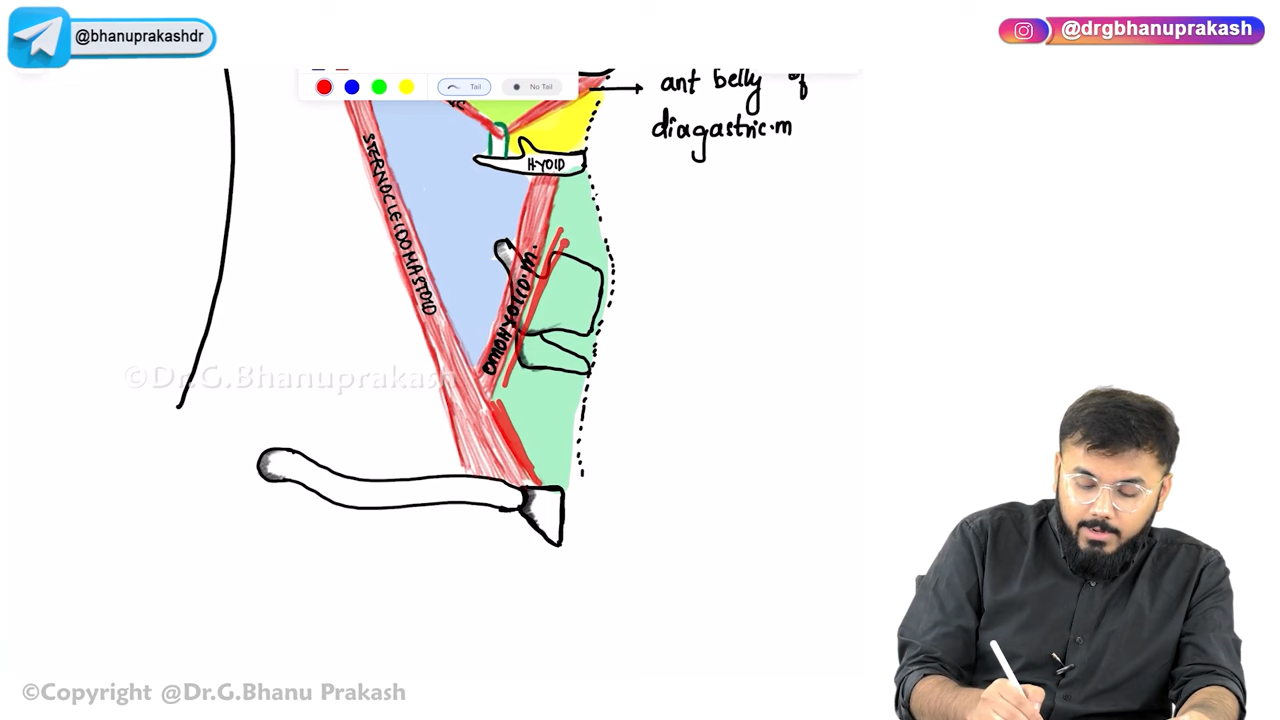 @bhanuprakashdr
@drgbhanuprakash
Tail
No Tail
ant belly of
diagastric.m
HYOID
STERNOCLEIDOMASTOID
OMOHYOID.m.
©Dr.G.Bhanuprakash
©Copyright @Dr.G.Bhanu Prakash